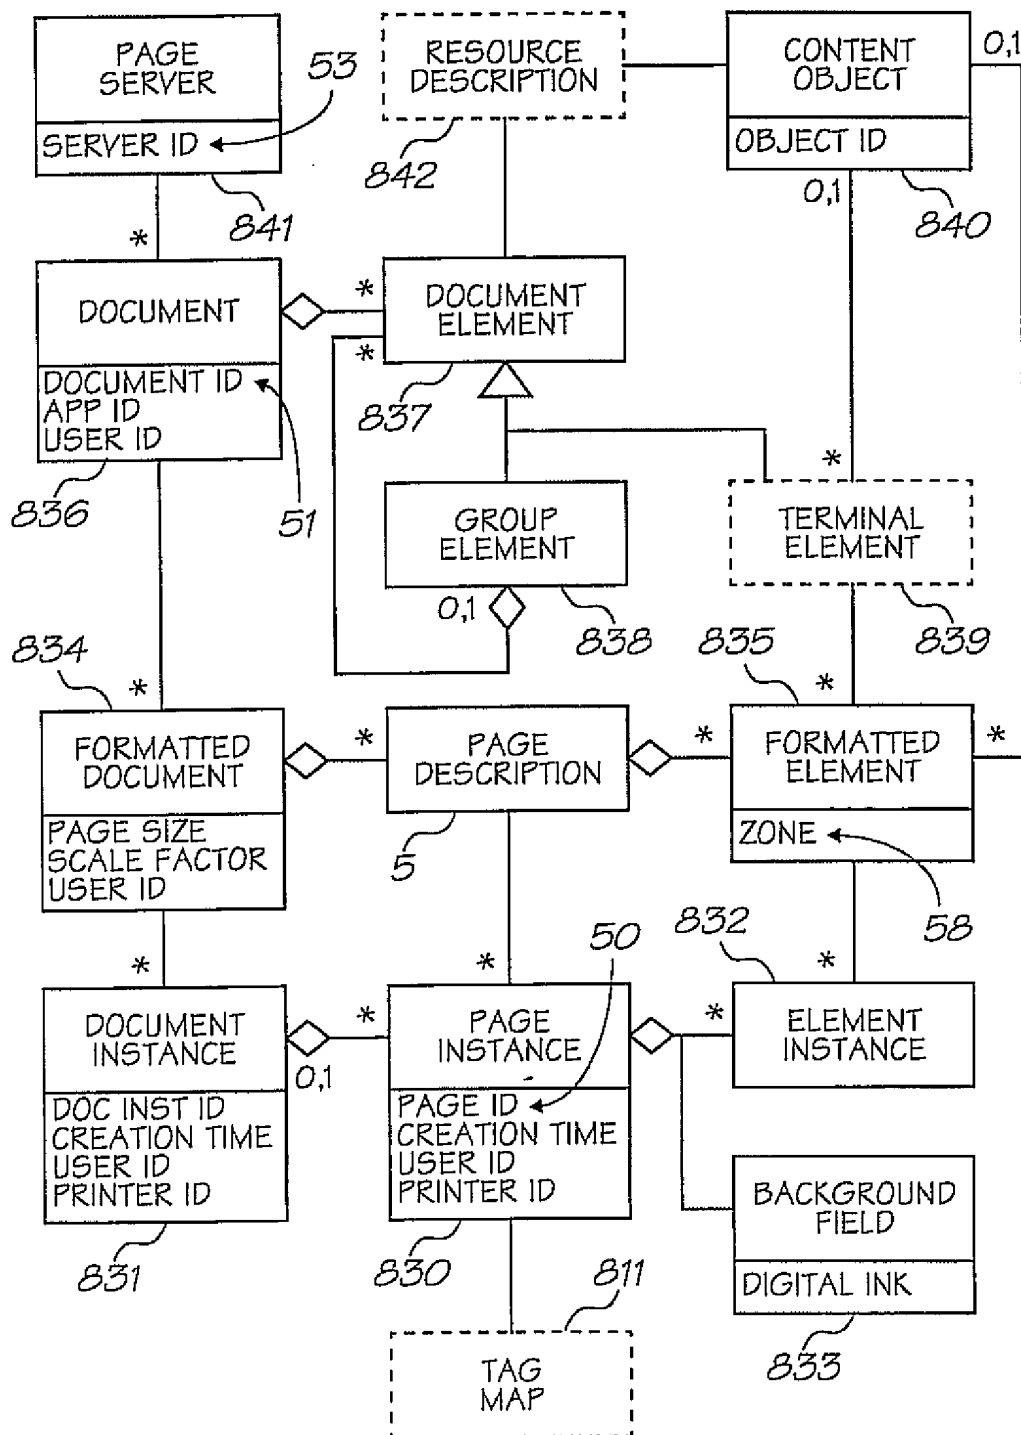 PAGE
SERVER
SERVER ID
53
841
*
RESOURCE
DESCRIPTION
842
CONTENT
OBJECT
OBJECT ID
0,1
0,1
840
DOCUMENT
DOCUMENT ID
APP ID
USER ID
836
51
*
*
DOCUMENT
ELEMENT
837
GROUP
ELEMENT
0,1
838
*
TERMINAL
ELEMENT
839
834
*
FORMATTED
DOCUMENT
PAGE SIZE
SCALE FACTOR
USER ID
*
PAGE
DESCRIPTION
5
835
*
*
FORMATTED
ELEMENT
*
ZONE
58
*
DOCUMENT
INSTANCE
0,1
DOC INST ID
CREATION TIME
USER ID
PRINTER ID
831
*
*
50
PAGE
INSTANCE
PAGE ID
CREATION TIME
USER ID
PRINTER ID
830
832
*
*
ELEMENT
INSTANCE
BACKGROUND
FIELD
DIGITAL INK
833
811
TAG
MAP